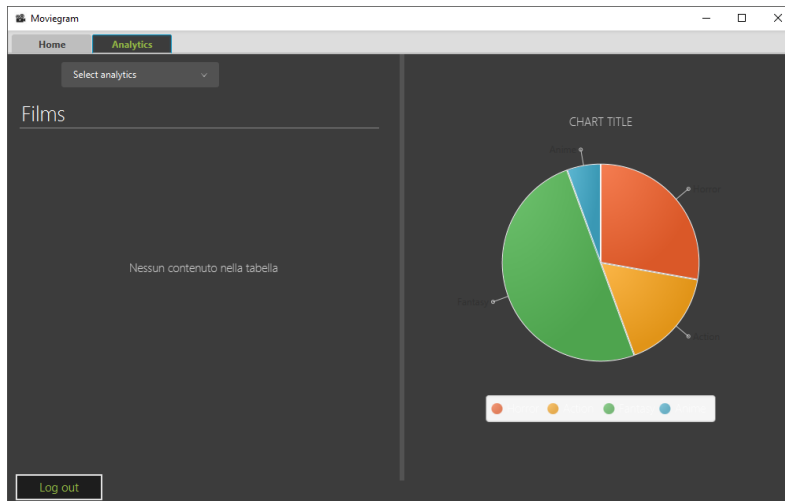 Moviegram
Home
Analytics
Select analytics
Films
Nessun contenuto nella tabella
Log out
CHART TITLE